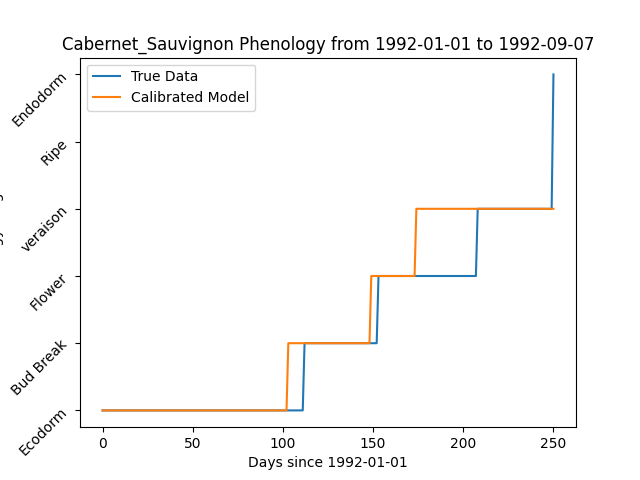 Cabernet_Sauvignon Phenology from 1992-01-01 to 1992-09-07
True Data
Calibrated Model
Endodorm
Ripe
veraison
Flower
Bud Break
Ecodorm
0 50 100 150 200 250
Days since 1992-01-01